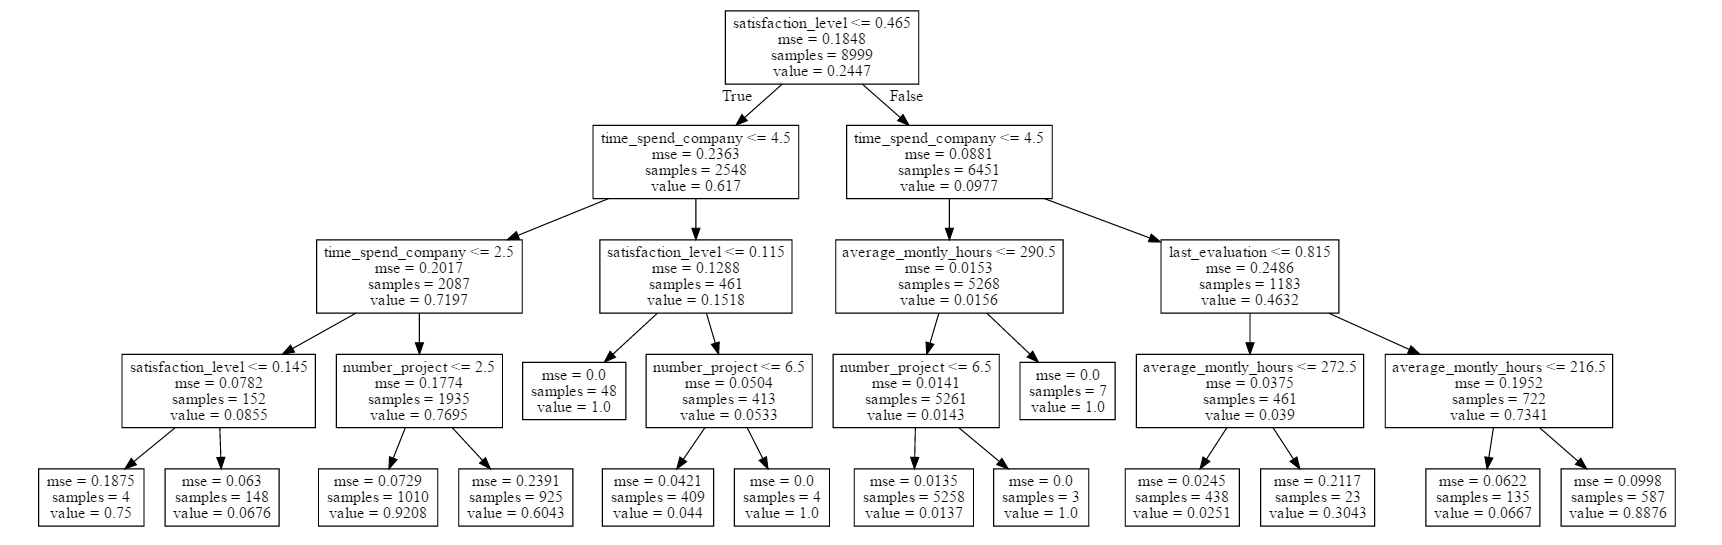 satisfaction_level <= 0.465
mse = 0.1848
samples = 8999
value = 0.2447
True
False
time_spend_company <= 4.5
mse = 0.2363
samples = 2548
value = 0.617
time_spend_company <= 4.5
mse = 0.0881
samples = 6451
value = 0.0977
time_spend_company <= 2.5
mse = 0.2017
samples = 2087
value = 0.7197
satisfaction_level <= 0.115
mse = 0.1288
samples = 461
value = 0.1518
average_montly_hours <= 290.5
mse = 0.0153
samples = 5268
value = 0.0156
last_evaluation <= 0.815
mse = 0.2486
samples = 1183
value = 0.4632
satisfaction_level <= 0.145
mse = 0.0782
samples = 152
value = 0.0855
number_project <= 2.5
mse = 0.1774
samples = 1935
value = 0.7695
mse = 0.0
samples = 48
value = 1.0
number_project <= 6.5
mse = 0.0504
samples = 413
value = 0.0533
number_project <= 6.5
mse = 0.0141
samples = 5261
value = 0.0143
mse = 0.0
samples = 7
value = 1.0
average_montly_hours <= 272.5
mse = 0.0375
samples = 461
value = 0.039
average_montly_hours <= 216.5
mse = 0.1952
samples = 722
value = 0.7341
mse = 0.1875
samples = 4
value = 0.75
mse = 0.063
samples = 148
value = 0.0676
mse = 0.0729
samples = 1010
value = 0.9208
mse = 0.2391
samples = 925
value = 0.6043
mse = 0.0421
samples = 409
value = 0.044
mse = 0.0
samples = 4
value = 1.0
mse = 0.0135
samples = 5258
value = 0.0137
mse = 0.0
samples = 3
value = 1.0
mse = 0.0245
samples = 438
value = 0.0251
mse = 0.2117
samples = 23
value = 0.3043
mse = 0.0622
samples = 135
value = 0.0667
mse = 0.0998
samples = 587
value = 0.8876